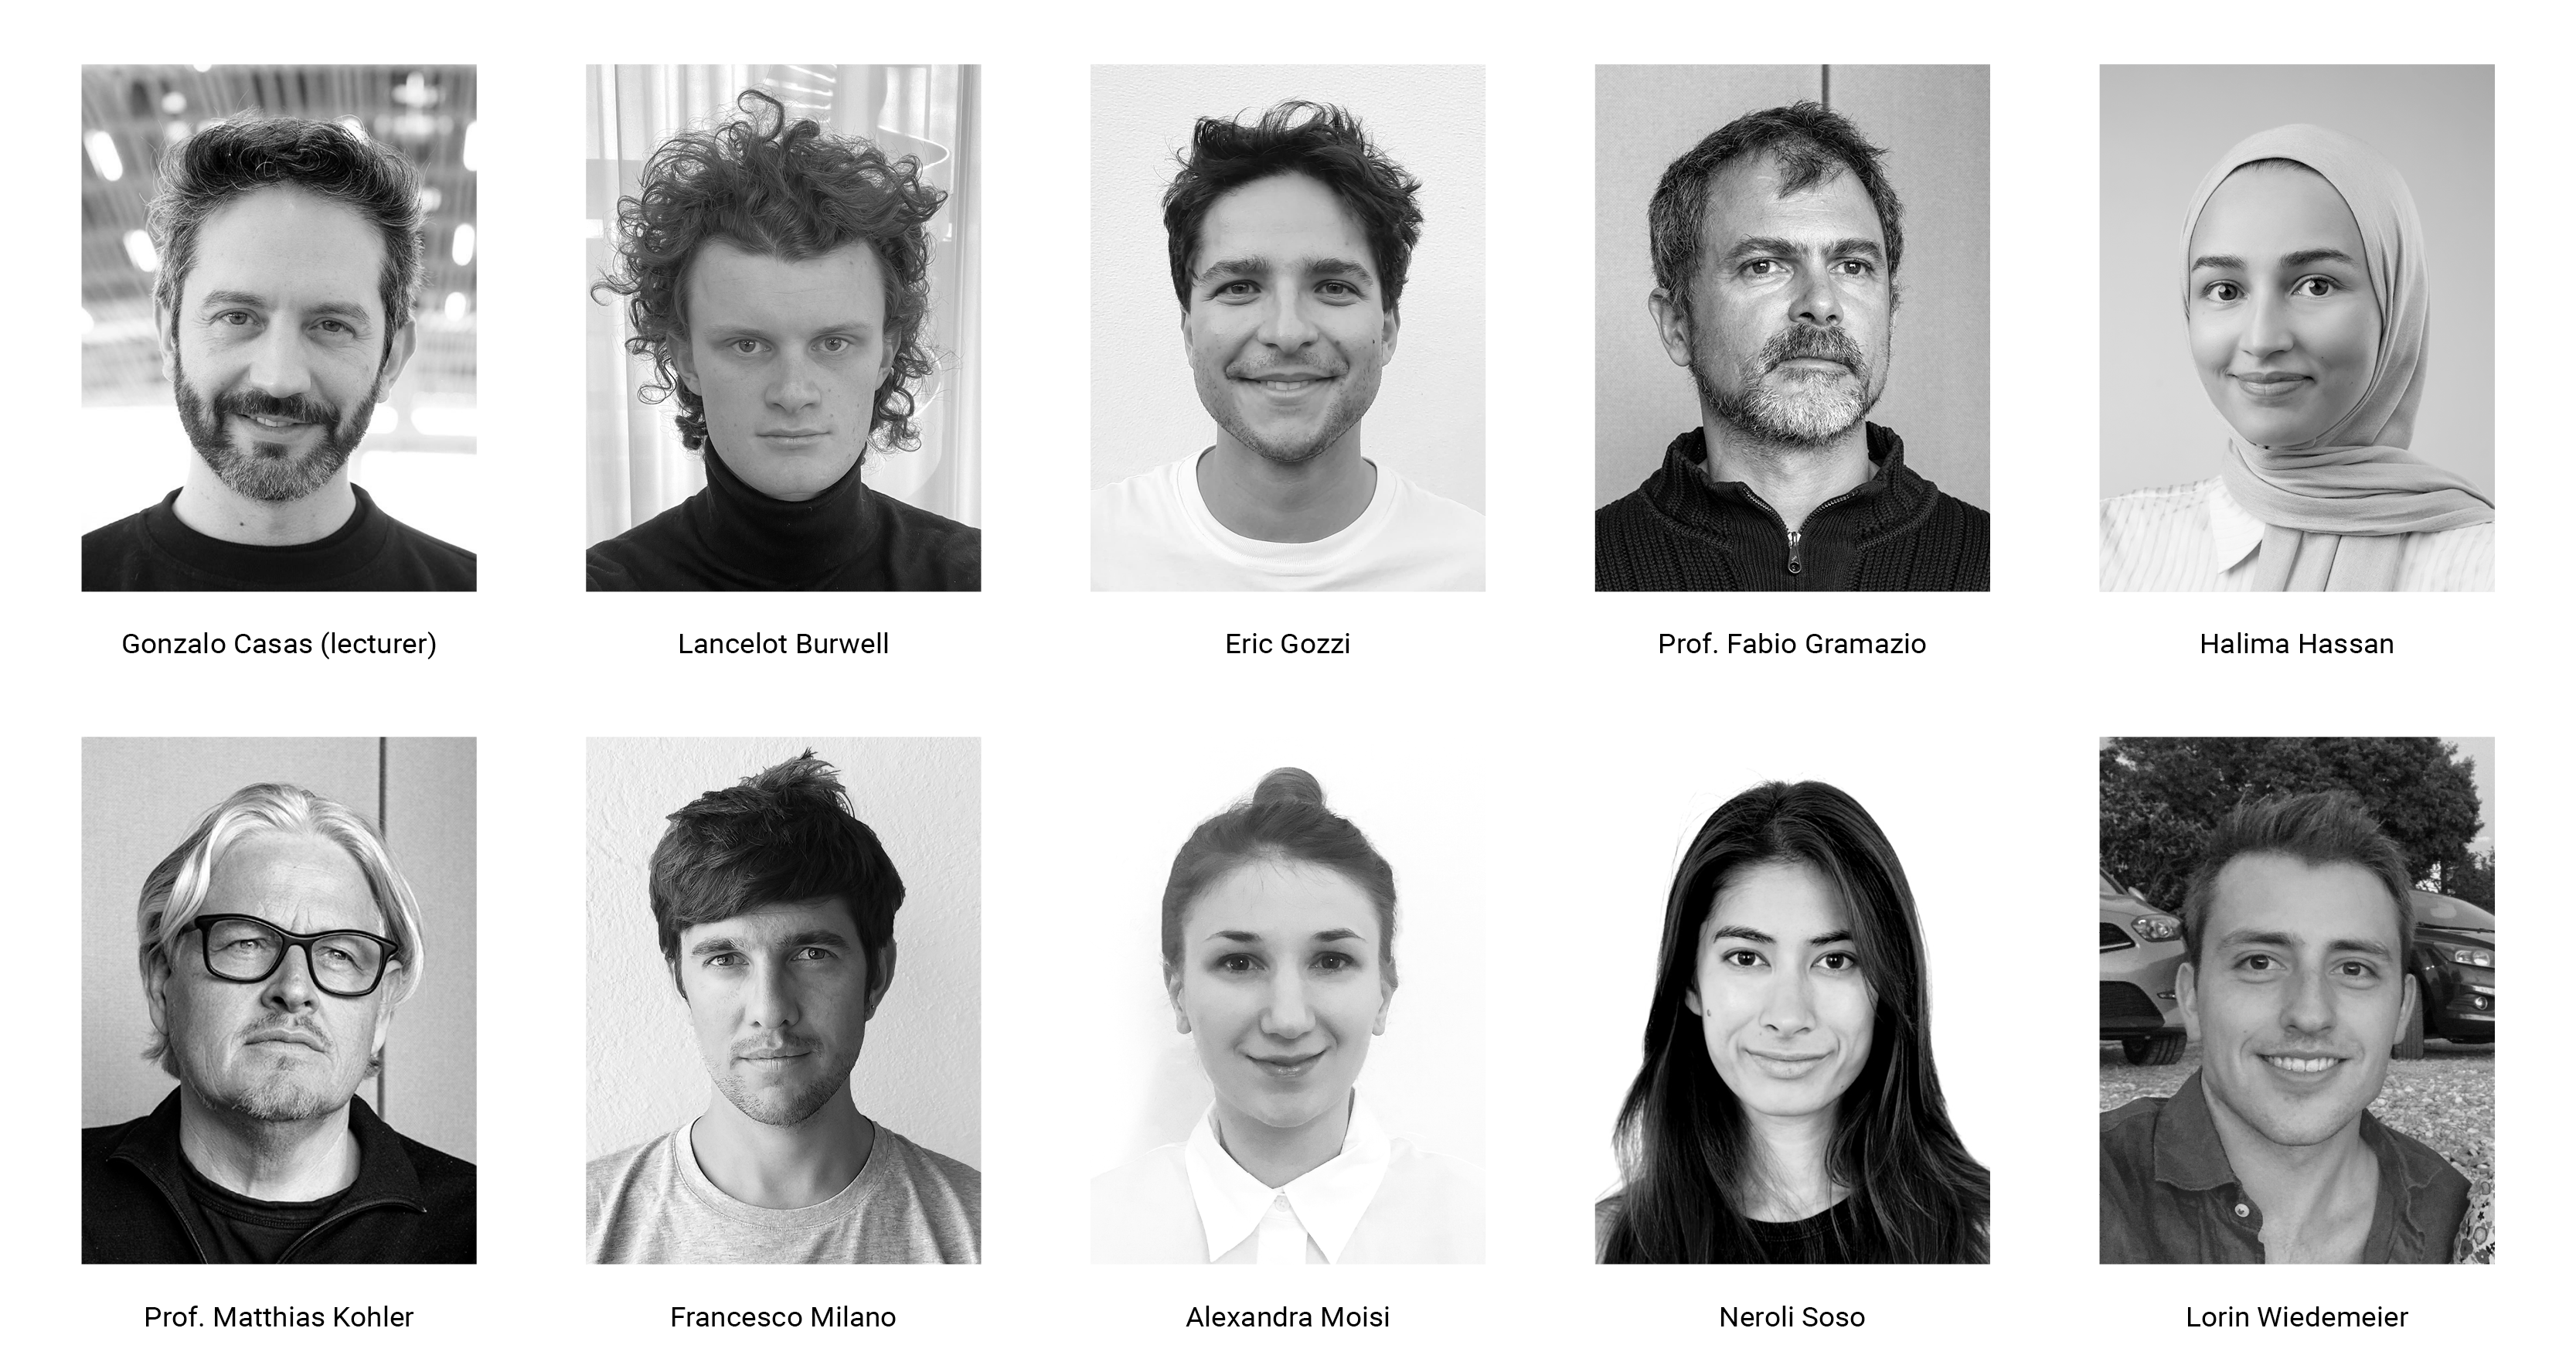 Gonzalo Casas (lecturer)
Lancelot Burwell
Eric Gozzi
Prof. Fabio Gramazio
Halima Hassan
Prof. Matthias Kohler
Francesco Milano
Alexandra Moisi
Neroli Soso
Lorin Wiedemeier